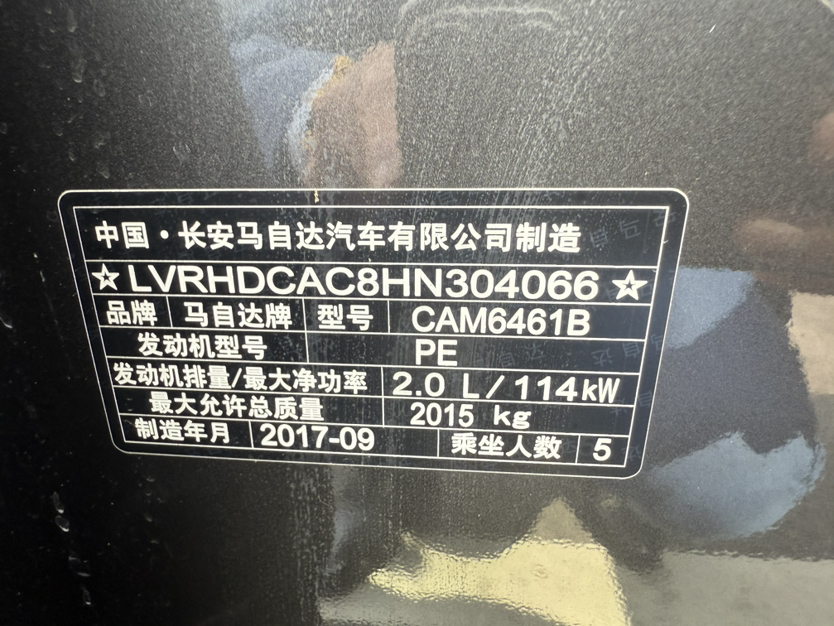 中国·长安马自达汽车有限公司制造
☆LVRHDCAC8HN304066☆
品牌 马自达牌 型号 CAM6461B
发动机型号 PE
发动机排量/最大净功率 2.0 L/114kW
最大允许总质量 2015 kg
制造年月 2017-09 乘坐人数 5